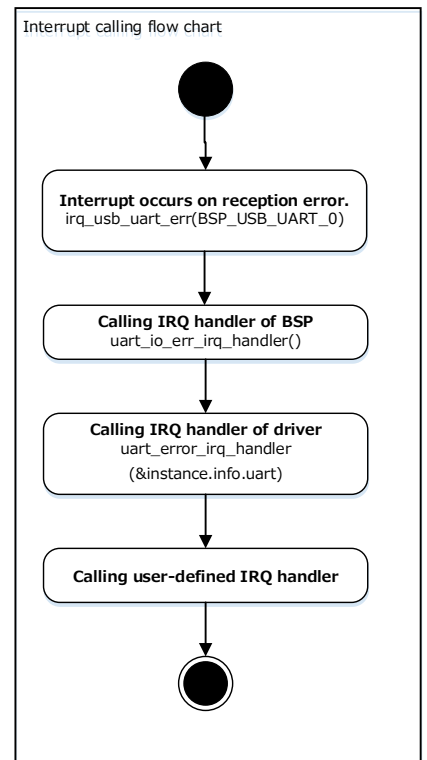 Interrupt calling flow chart
Interrupt occurs on reception error.
irq_usb_uart_err(BSP_USB_UART_0)
Calling IRQ handler of BSP
uart_io_err_irq_handler()
Calling IRQ handler of driver
uart_error_irq_handler
(&instance.info.uart)
Calling user-defined IRQ handler